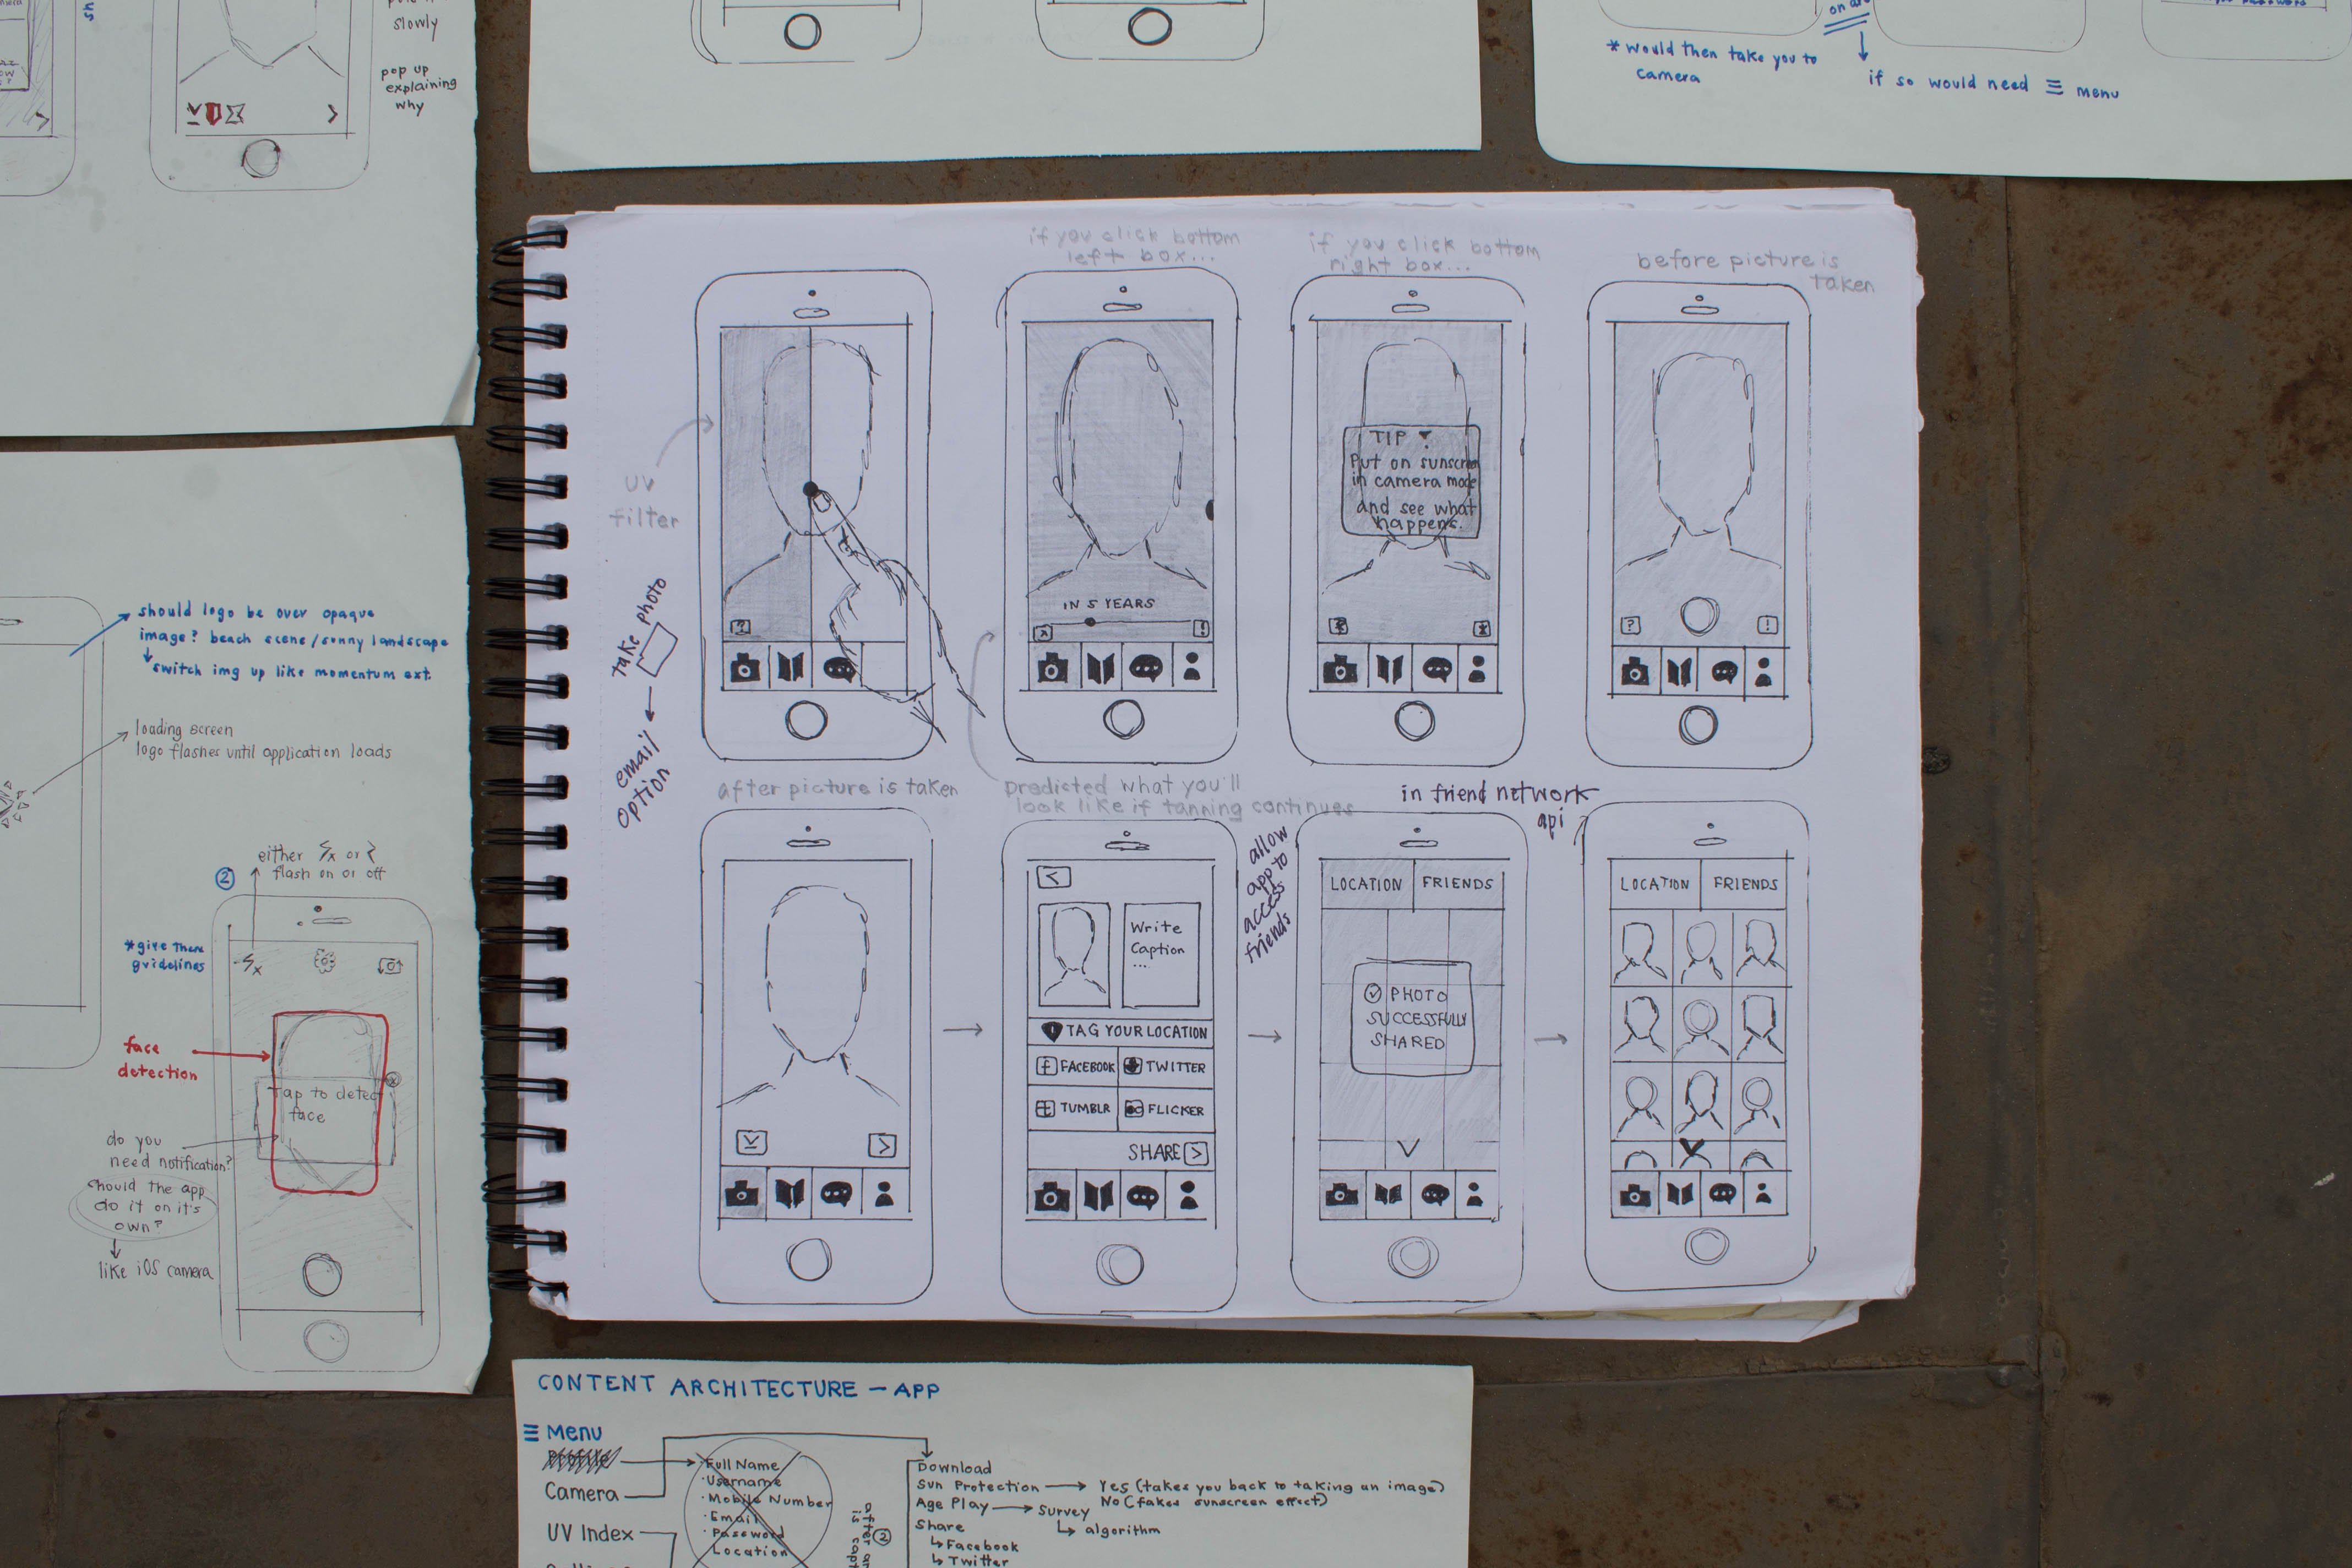 slowly
pop up
explaining
why
* would then take you to
camera
if so would need ☰ menu
if you click bottom
left box...
if you click bottom
right box...
before picture is
taken
UV
filter
take photo
email
option
IN 5 YEARS
TIP
Put on sunscreen
in camera mode
and see what
happens.
?
!
?
!
after picture is taken
predicted what you'll
look like if tanning continues
in friend network
api
allow
app to
access
friends
Write
Caption
...
TAG YOUR LOCATION
FACEBOOK TWITTER
TUMBLR FLICKER
SHARE >
LOCATION FRIENDS
PHOTO
SUCCESSFULLY
SHARED
LOCATION FRIENDS
should logo be over opaque
image? beach scene/sunny landscape
switch img up like momentum ext.
loading screen
logo flashes until application loads
2
either or
flash on or off
*give them
guidelines
face
detection
Tap to detect
face
do you
need notification?
should the app
do it on it's
own?
like iOS camera
CONTENT ARCHITECTURE - APP
☰ Menu
Profile
Camera
UV Index
· Full Name
· Username
· Mobile Number
· Email
· Password
Location
Download
Sun Protection → Yes (takes you back to taking an image)
No (fakes sunscreen effect)
Age Play → Survey
↳ algorithm
Share
↳ Facebook
↳ Twitter